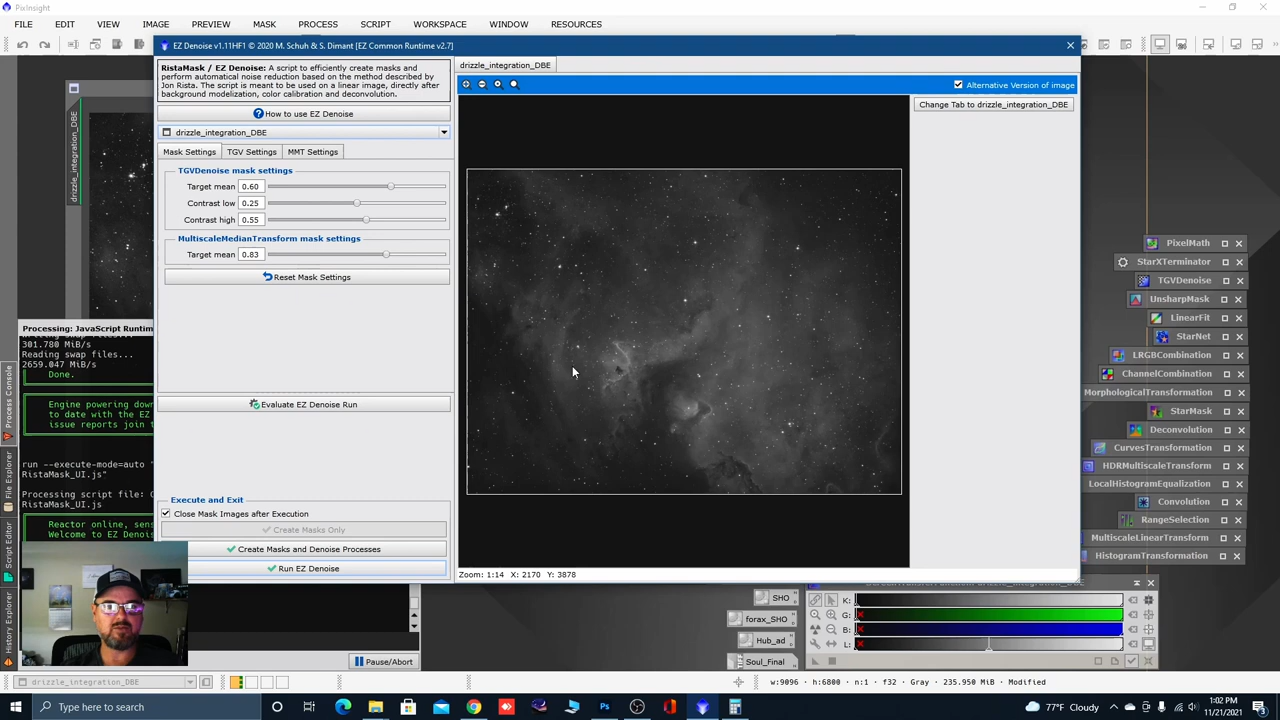 PixInsight
FILE
EDIT
VIEW
IMAGE
PREVIEW
MASK
PROCESS
SCRIPT
WORKSPACE
WINDOW
RESOURCES
EZ Denoise v1.11HF1 © 2020 M. Schuh & S. Dimant [EZ Common Runtime v2.7]
RistaMask / EZ Denoise: A script to efficiently create masks and
perform automatical noise reduction based on the method described by
Jon Rista. The script is meant to be used on a linear image, directly after
background modelization, color calibration and deconvolution.
How to use EZ Denoise
drizzle_integration_DBE
Mask Settings
TGV Settings
MMT Settings
TGVDenoise mask settings
Target mean 0.60
Contrast low 0.25
Contrast high 0.55
MultiscaleMedianTransform mask settings
Target mean 0.83
Reset Mask Settings
Evaluate EZ Denoise Run
Execute and Exit
Close Mask Images after Execution
Create Masks Only
Create Masks and Denoise Processes
Run EZ Denoise
drizzle_integration_DBE
Alternative Version of image
Change Tab to drizzle_integration_DBE
Zoom: 1:14 X: 2170 Y: 3878
drizzle_integration_DBE
Processing: JavaScript Runtim
301.780 MiB/s
Reading swap files...
2659.047 MiB/s
Done.
Engine powering down
to date with the EZ
issue reports join t
run --execute-mode=auto "
RistaMask_UI.js"
Processing script file: C
RistaMask_UI.js
Reactor online, sens
Welcome to EZ Denois
Pause/Abort
Process Console
File Explorer
Script Editor
History Explorer
PixelMath
StarXTerminator
TGVDenoise
UnsharpMask
LinearFit
StarNet
LRGBCombination
ChannelCombination
MorphologicalTransformation
StarMask
Deconvolution
CurvesTransformation
HDRMultiscaleTransform
LocalHistogramEqualization
Convolution
RangeSelection
MultiscaleLinearTransform
HistogramTransformation
SHO
forax_SHO
Hub_ad
Soul_Final
K:
G:
B:
L:
drizzle_integration_DBE
w:9096 · h:6800 · n:1 · f32 · Gray · 235.950 MiB · Modified
Type here to search
77°F Cloudy
1:02 PM
11/21/2021